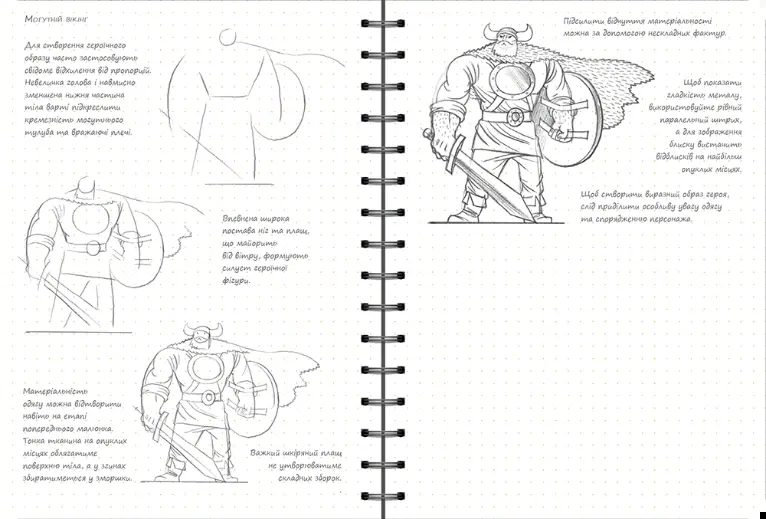 Могутній вікінг
Для створення героїчного
образу часто застосовують
свідоме відхилення від пропорцій.
Невеличка голова і навмисно
зменшена нижня частина
тіла варті підкреслити
кремезність могутнього
тулуба та вражаючі плечі.
Впевнена широка
постава ніг та плащ,
що майорить
від вітру, формують
силует героїчної
фігури.
Матеріальність
одягу можна відтворити
навіть на етапі
попереднього малюнка.
Тонка тканина на опуклих
місцях облягатиме
поверхню тіла, а у згинах
збиратиметься у зморшки.
Важкий шкіряний плащ
не утворюватиме
складних зборок.
Підсилити відчуття матеріальності
можна за допомогою нескладних фактур.
Щоб показати
гладкість металу,
використовуйте рівний
паралельний штрих,
а для зображення
блиску вистачить
відблисків на найбільш
опуклих місцях.
Щоб створити виразний образ героя,
слід приділити особливу увагу одягу
та спорядженню персонажа.